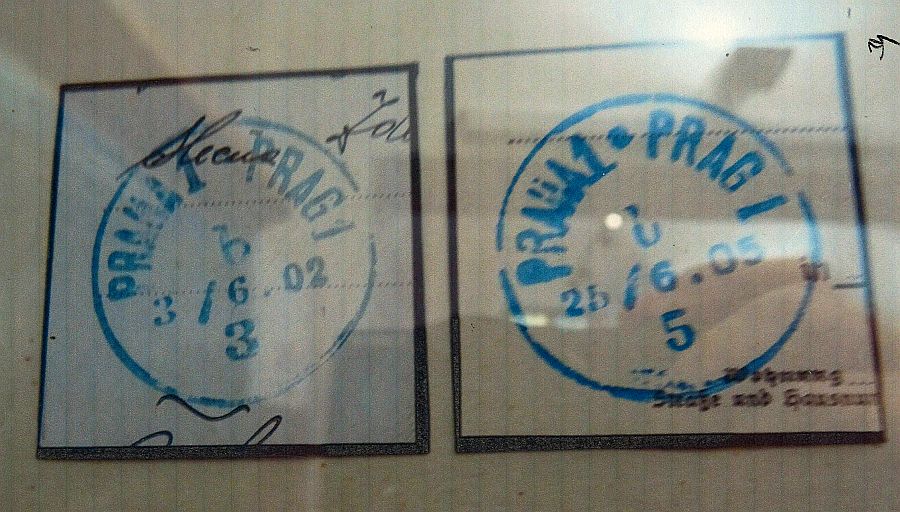 PRAHA 1 PRAG 1
b
3/6.02
3
PRAHA 1 • PRAG 1
b
25/6.05
5
Wohnung
Straße und Hausnu